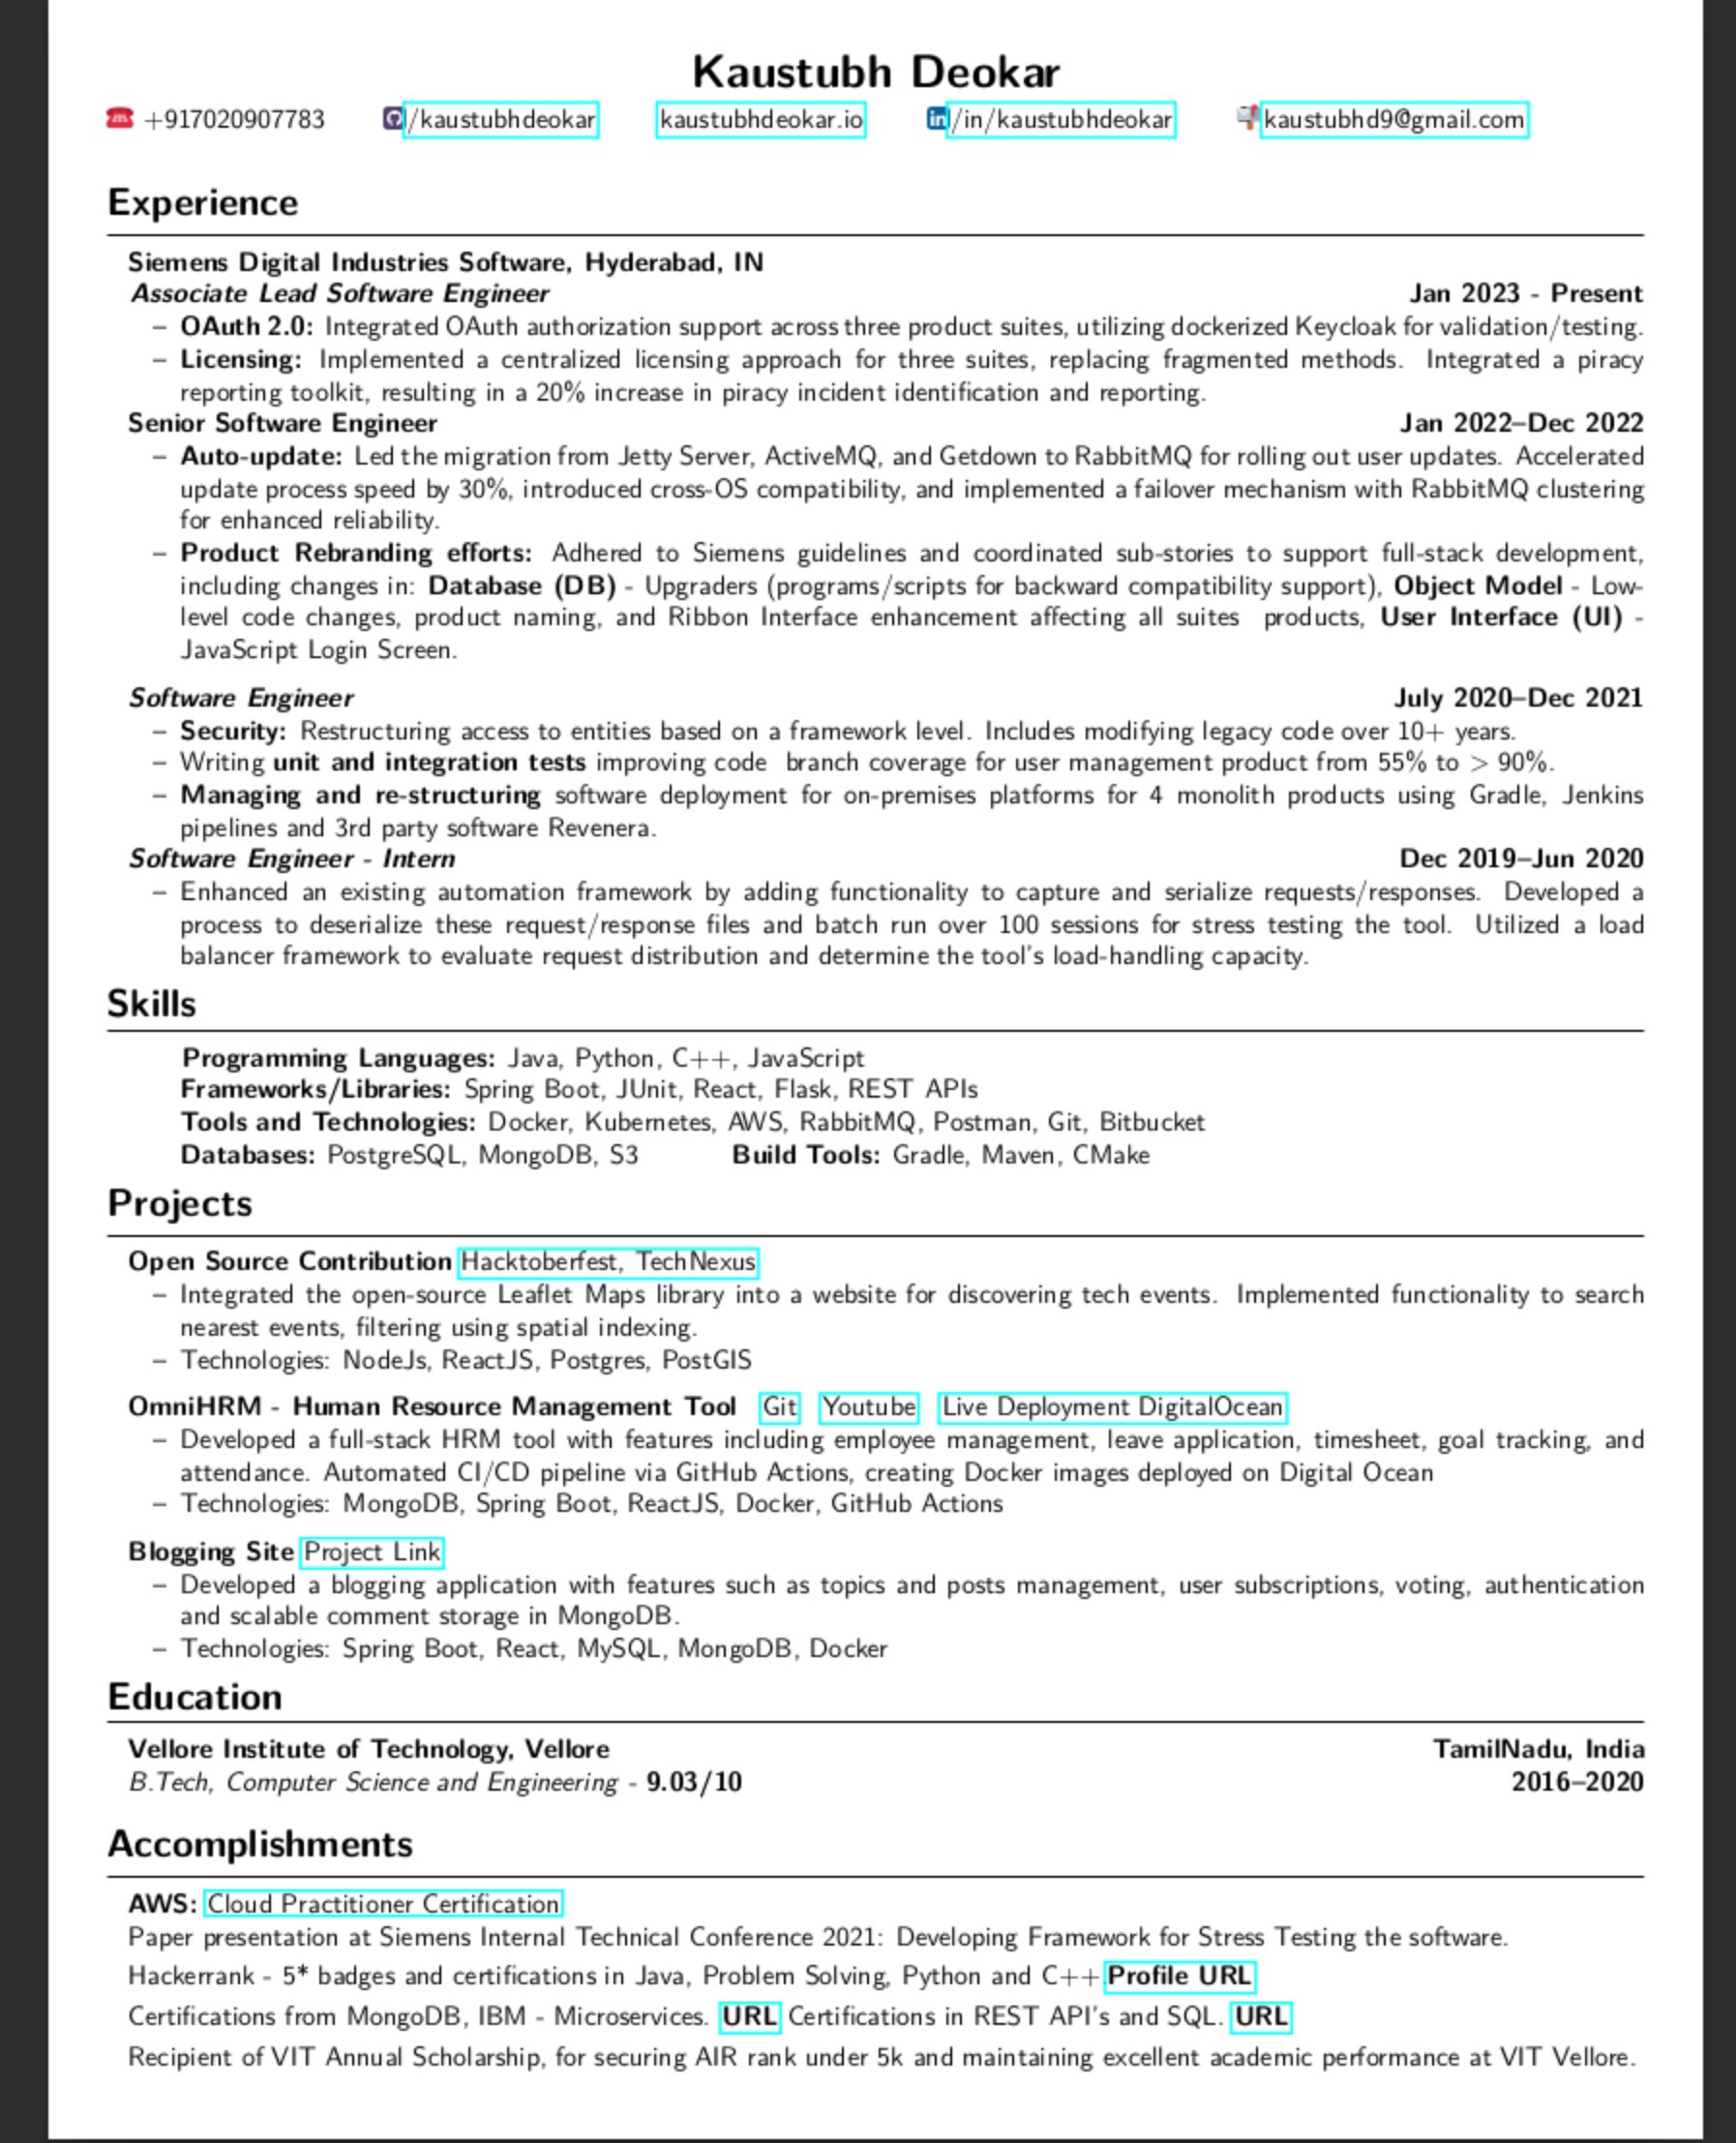 Kaustubh Deokar
+917020907783 /kaustubhdeokar kaustubhdeokar.io /in/kaustubhdeokar kaustubhd9@gmail.com
Experience
Siemens Digital Industries Software, Hyderabad, IN
Associate Lead Software Engineer Jan 2023 - Present
– OAuth 2.0: Integrated OAuth authorization support across three product suites, utilizing dockerized Keycloak for validation/testing.
– Licensing: Implemented a centralized licensing approach for three suites, replacing fragmented methods. Integrated a piracy
reporting toolkit, resulting in a 20% increase in piracy incident identification and reporting.
Senior Software Engineer Jan 2022–Dec 2022
– Auto-update: Led the migration from Jetty Server, ActiveMQ, and Getdown to RabbitMQ for rolling out user updates. Accelerated
update process speed by 30%, introduced cross-OS compatibility, and implemented a failover mechanism with RabbitMQ clustering
for enhanced reliability.
– Product Rebranding efforts: Adhered to Siemens guidelines and coordinated sub-stories to support full-stack development,
including changes in: Database (DB) - Upgraders (programs/scripts for backward compatibility support), Object Model - Low-
level code changes, product naming, and Ribbon Interface enhancement affecting all suites products, User Interface (UI) -
JavaScript Login Screen.
Software Engineer July 2020–Dec 2021
– Security: Restructuring access to entities based on a framework level. Includes modifying legacy code over 10+ years.
– Writing unit and integration tests improving code branch coverage for user management product from 55% to > 90%.
– Managing and re-structuring software deployment for on-premises platforms for 4 monolith products using Gradle, Jenkins
pipelines and 3rd party software Revenera.
Software Engineer - Intern Dec 2019–Jun 2020
– Enhanced an existing automation framework by adding functionality to capture and serialize requests/responses. Developed a
process to deserialize these request/response files and batch run over 100 sessions for stress testing the tool. Utilized a load
balancer framework to evaluate request distribution and determine the tool's load-handling capacity.
Skills
Programming Languages: Java, Python, C++, JavaScript
Frameworks/Libraries: Spring Boot, JUnit, React, Flask, REST APIs
Tools and Technologies: Docker, Kubernetes, AWS, RabbitMQ, Postman, Git, Bitbucket
Databases: PostgreSQL, MongoDB, S3 Build Tools: Gradle, Maven, CMake
Projects
Open Source Contribution Hacktoberfest, TechNexus
– Integrated the open-source Leaflet Maps library into a website for discovering tech events. Implemented functionality to search
nearest events, filtering using spatial indexing.
– Technologies: NodeJs, ReactJS, Postgres, PostGIS
OmniHRM - Human Resource Management Tool Git Youtube Live Deployment DigitalOcean
– Developed a full-stack HRM tool with features including employee management, leave application, timesheet, goal tracking, and
attendance. Automated CI/CD pipeline via GitHub Actions, creating Docker images deployed on Digital Ocean
– Technologies: MongoDB, Spring Boot, ReactJS, Docker, GitHub Actions
Blogging Site Project Link
– Developed a blogging application with features such as topics and posts management, user subscriptions, voting, authentication
and scalable comment storage in MongoDB.
– Technologies: Spring Boot, React, MySQL, MongoDB, Docker
Education
Vellore Institute of Technology, Vellore TamilNadu, India
B.Tech, Computer Science and Engineering - 9.03/10 2016–2020
Accomplishments
AWS: Cloud Practitioner Certification
Paper presentation at Siemens Internal Technical Conference 2021: Developing Framework for Stress Testing the software.
Hackerrank - 5* badges and certifications in Java, Problem Solving, Python and C++ Profile URL
Certifications from MongoDB, IBM - Microservices. URL Certifications in REST API's and SQL. URL
Recipient of VIT Annual Scholarship, for securing AIR rank under 5k and maintaining excellent academic performance at VIT Vellore.